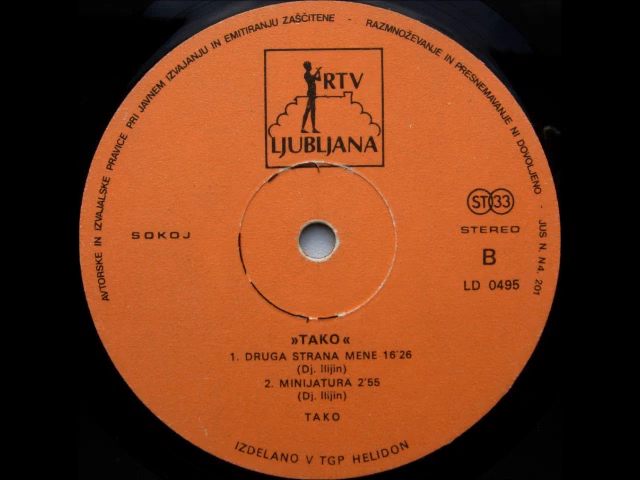 AVTORSKE IN IZVAJALSKE PRAVICE PRI JAVNEM IZVAJANJU IN EMITIRANJU ZAŠČITENE · RAZMNOŽEVANJE IN PRESNEMAVANJE NI DOVOLJENO · JUS N. N4. 201
RTV
LJUBLJANA
SOKOJ
ST 33
STEREO
B
LD 0495
»TAKO«
1. DRUGA STRANA MENE 16'26
(Dj. Ilijin)
2. MINIJATURA 2'55
(Dj. Ilijin)
TAKO
IZDELANO V TGP HELIDON